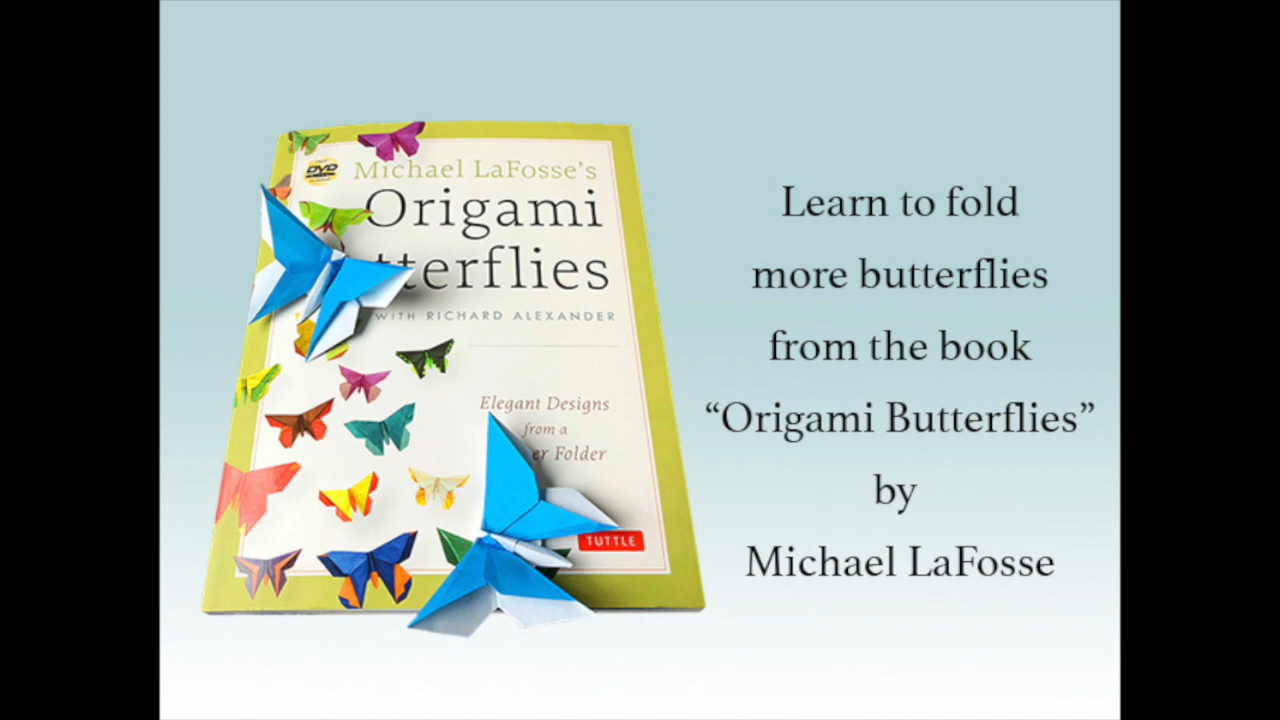 DVD
Michael LaFosse's
Origami
tterflies
WITH RICHARD ALEXANDER
Elegant Designs
from a
er Folder
TUTTLE
Learn to fold
more butterflies
from the book
“Origami Butterflies”
by
Michael LaFosse